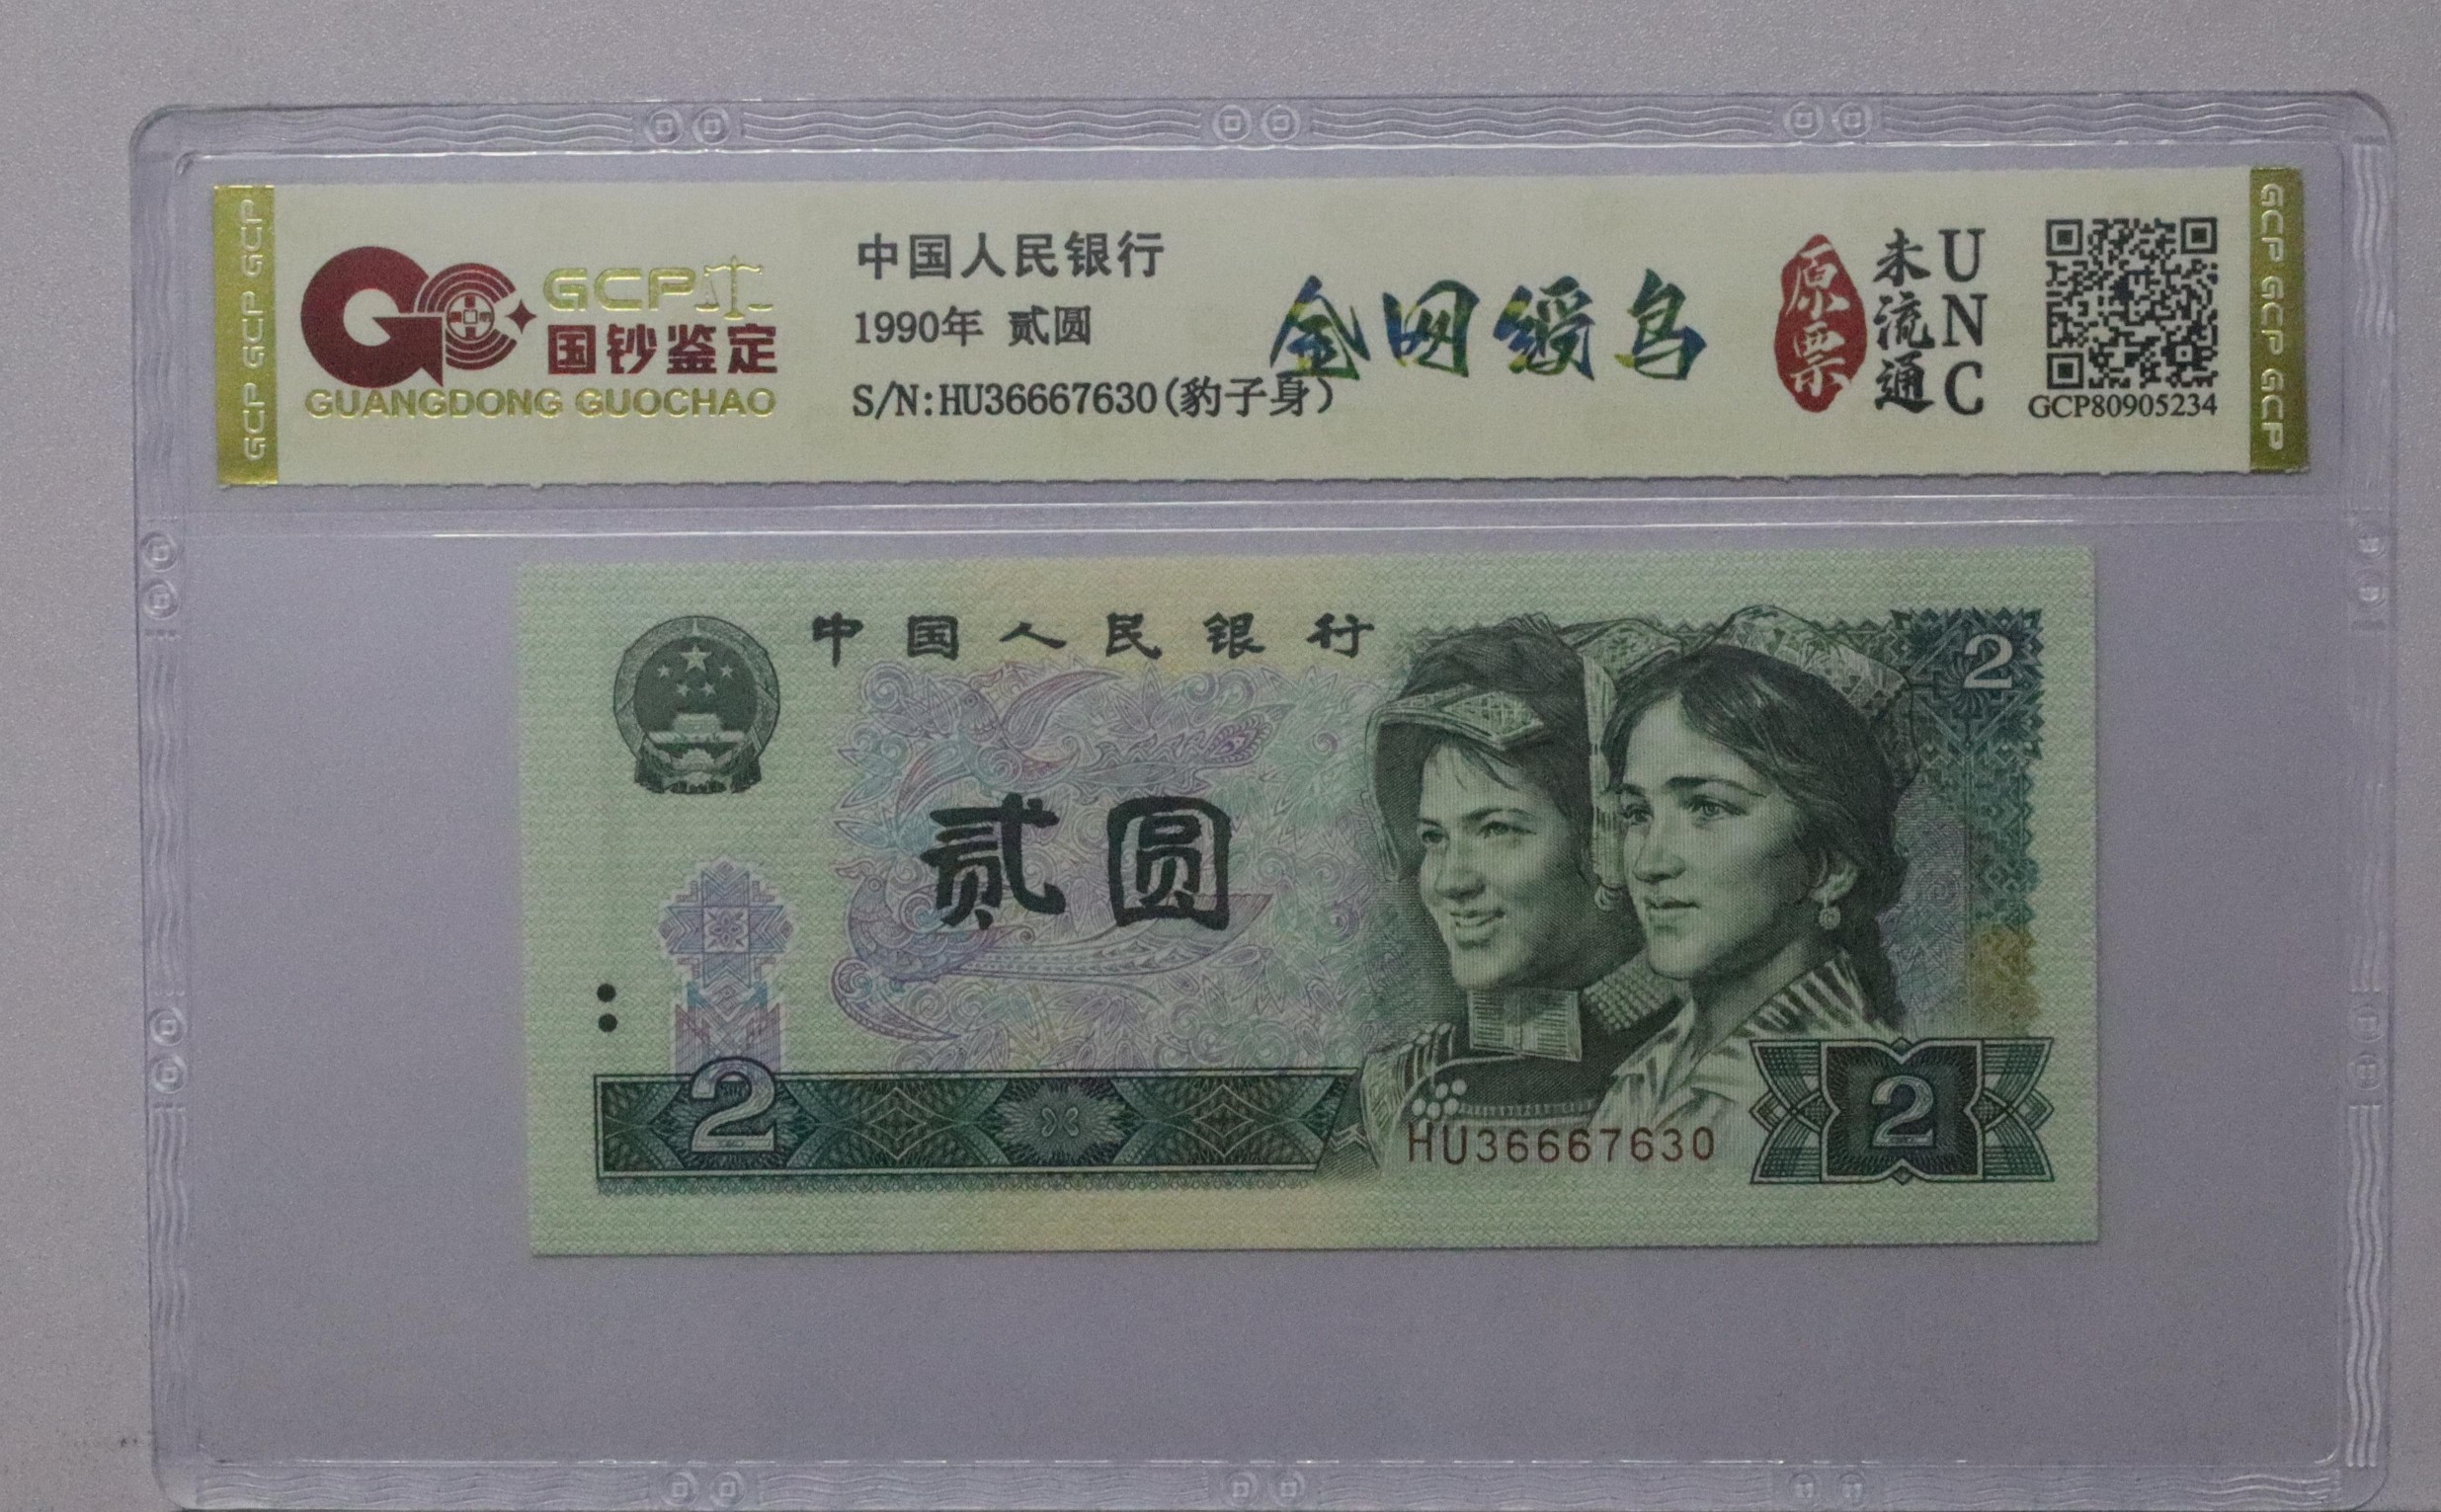 GCP GCP GCP
GCP
国钞鉴定
GUANGDONG GUOCHAO
中国人民银行
1990年 贰圆
S/N:HU36667630(豹子身)
金网绶鸟
原票
未流通
UNC
GCP80905234
GCP GCP GCP
中国人民银行
2
贰圆
2
HU36667630
2